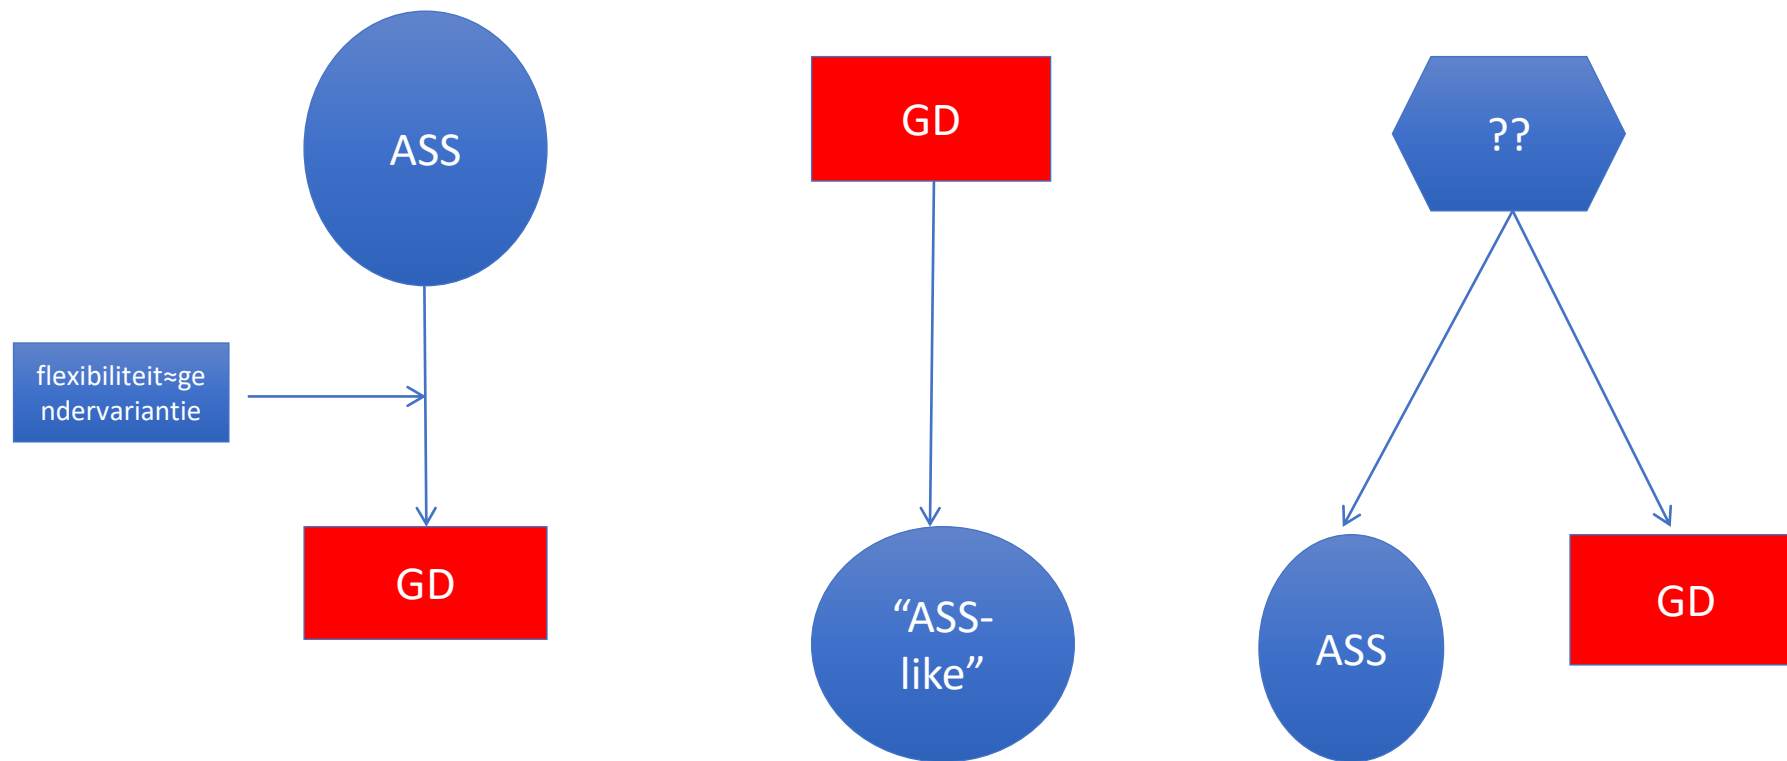 ASS
flexibiliteit≈ge
ndervariantie
GD
GD
“ASS-
like”
??
ASS
GD